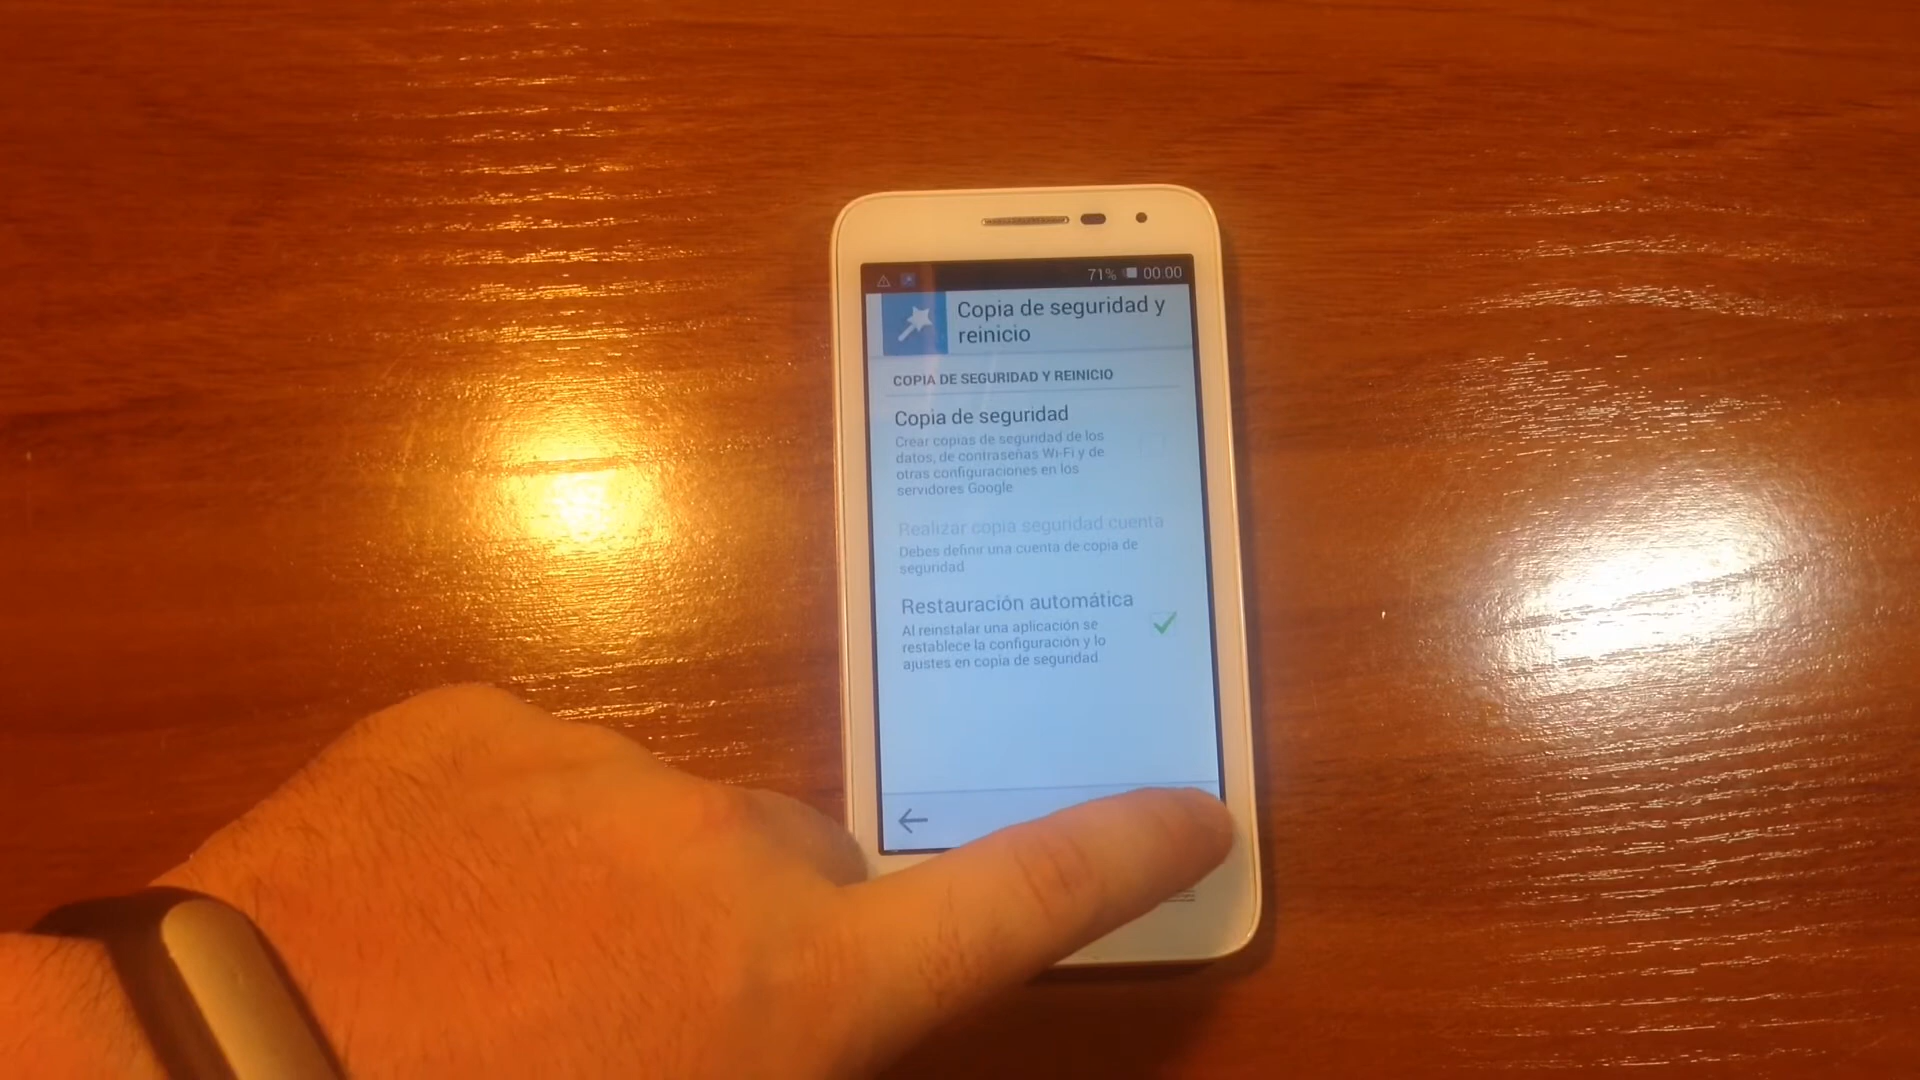 71% 00:00
Copia de seguridad y
reinicio
COPIA DE SEGURIDAD Y REINICIO
Copia de seguridad
Crear copias de seguridad de los
datos, de contraseñas Wi-Fi y de
otras configuraciones en los
servidores Google
Realizar copia seguridad cuenta
Debes definir una cuenta de copia de
seguridad
Restauración automática
Al reinstalar una aplicación se
restablece la configuración y lo
ajustes en copia de seguridad